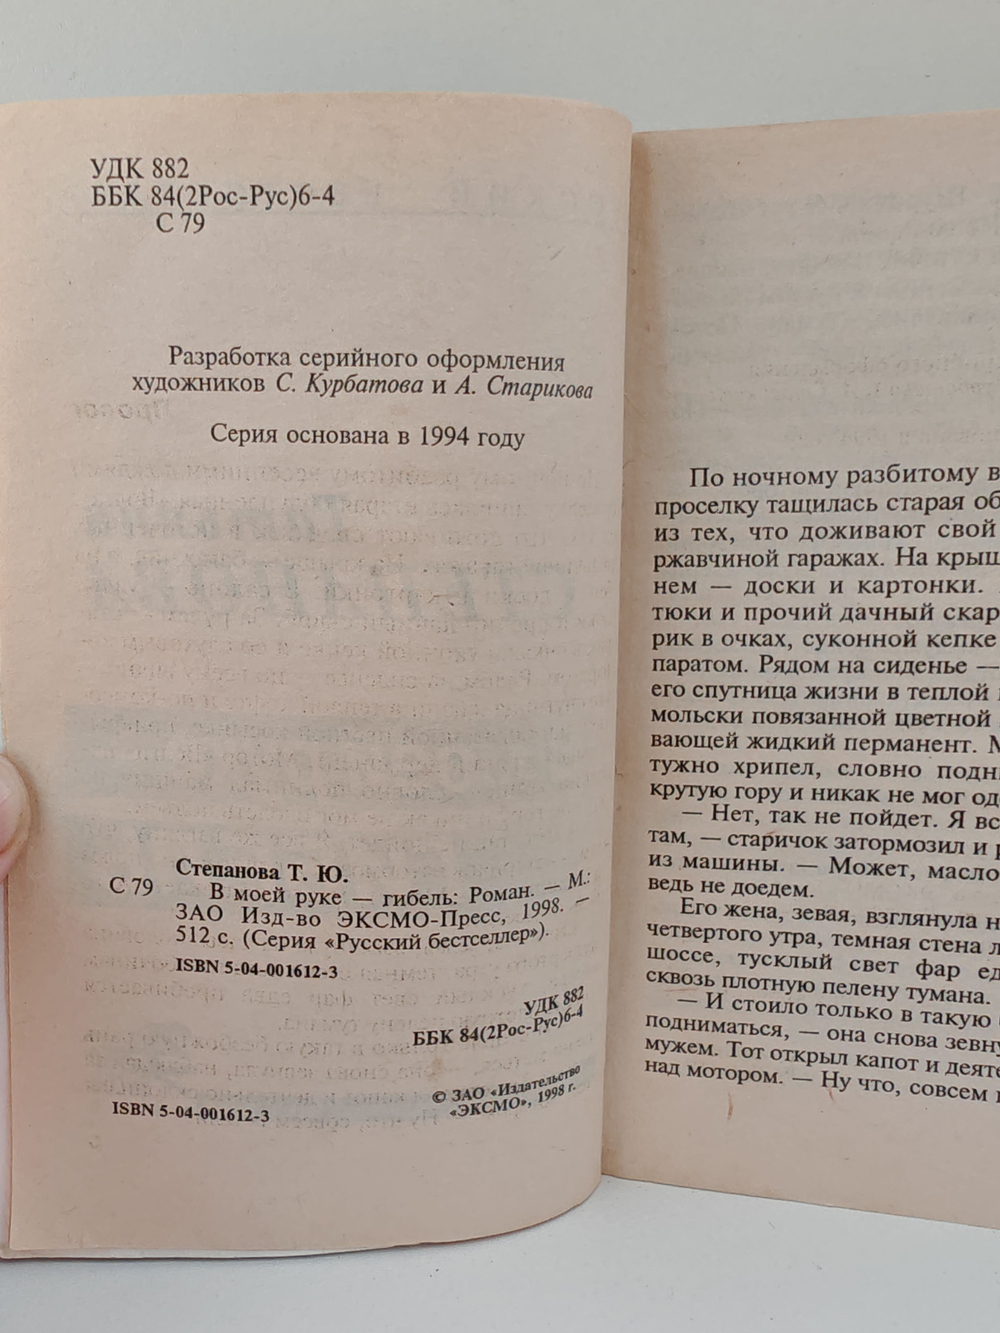 УДК 882
ББК 84(2Рос-Рус)6-4
С 79
Разработка серийного оформления
художников С. Курбатова и А. Старикова
Серия основана в 1994 году
Степанова Т. Ю.
С 79 В моей руке — гибель: Роман. — М.:
ЗАО Изд-во ЭКСМО-Пресс, 1998. —
512 с. (Серия «Русский бестселлер»).
ISBN 5-04-001612-3
УДК 882
ББК 84(2Рос-Рус)6-4
© ЗАО «Издательство
«ЭКСМО», 1998 г.
ISBN 5-04-001612-3
По ночному разбитому в
проселку тащилась старая об
из тех, что доживают свой
ржавчиной гаражах. На крыш
нем — доски и картонки.
тюки и прочий дачный скар
рик в очках, суконной кепке
паратом. Рядом на сиденье —
его спутница жизни в теплой
мольски повязанной цветной
вающей жидкий перманент. М
тужно хрипел, словно подни
крутую гору и никак не мог од
— Нет, так не пойдет. Я вс
там, — старичок затормозил и
из машины. — Может, масло
ведь не доедем.
Его жена, зевая, взглянула н
четвертого утра, темная стена л
шоссе, тусклый свет фар ед
сквозь плотную пелену тумана.
— И стоило только в такую
подниматься, — она снова зевну
мужем. Тот открыл капот и деяте
над мотором. — Ну что, совсем